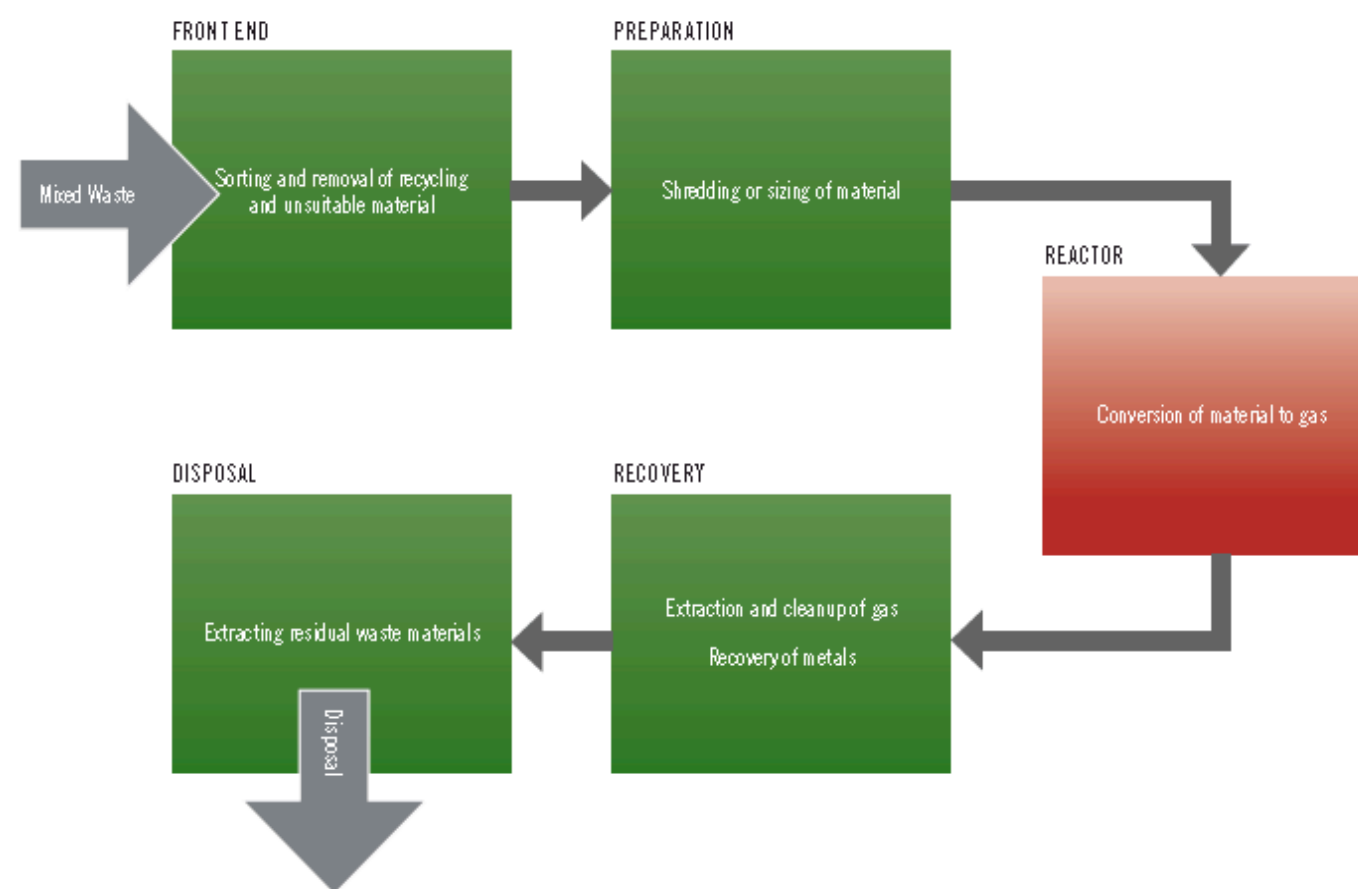 FRONT END
PREPARATION
Mixed Waste
Sorting and removal of recycling
and unsuitable material
Shredding or sizing of material
REACTOR
Conversion of material to gas
DISPOSAL
RECOVERY
Extracting residual waste materials
Extraction and cleanup of gas
Recovery of metals
Disposal